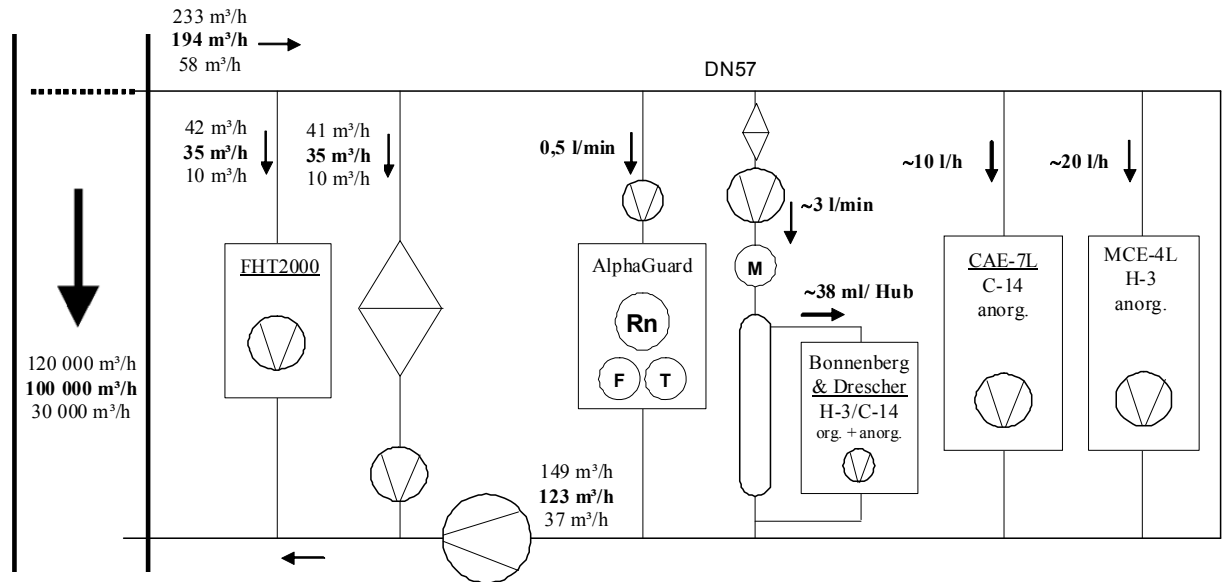 233 m³/h
194 m³/h
58 m³/h
DN57
42 m³/h
35 m³/h
10 m³/h
41 m³/h
35 m³/h
10 m³/h
0,5 l/min
~3 l/min
~10 l/h
~20 l/h
FHT2000
AlphaGuard
Rn
F
T
M
~38 ml/ Hub
Bonnenberg
& Drescher
H-3/C-14
org. + anorg.
CAE-7L
C-14
anorg.
MCE-4L
H-3
anorg.
120 000 m³/h
100 000 m³/h
30 000 m³/h
149 m³/h
123 m³/h
37 m³/h